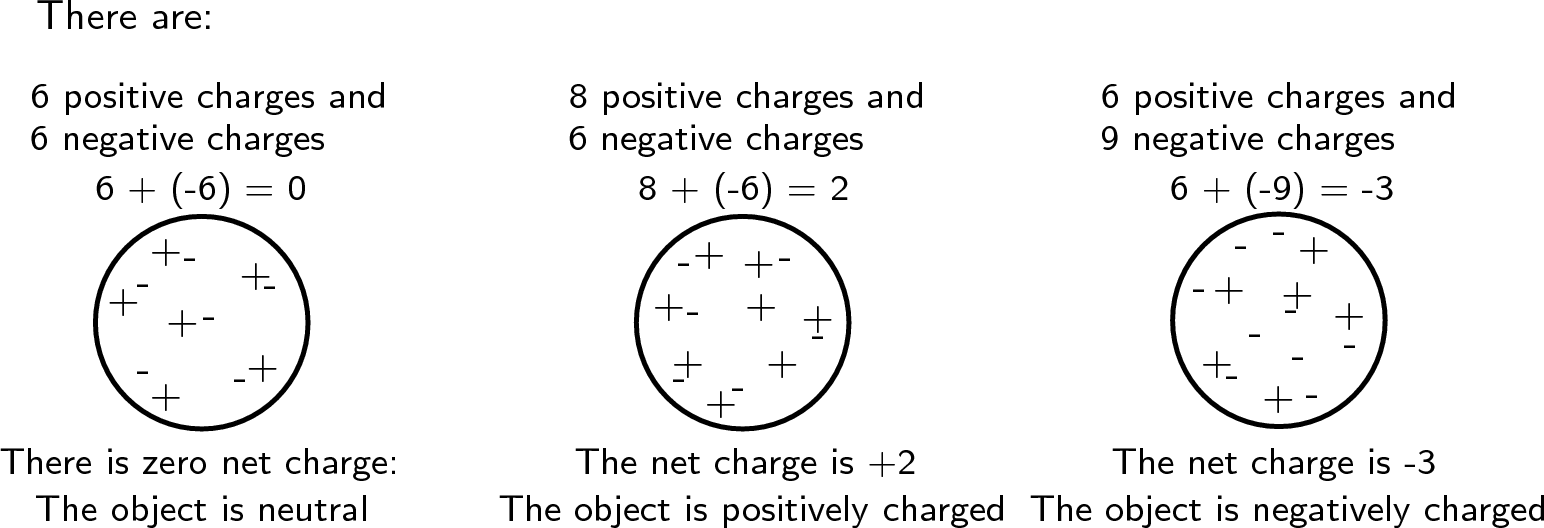 There are:
6 positive charges and
6 negative charges
6 + (-6) = 0
There is zero net charge:
The object is neutral
8 positive charges and
6 negative charges
8 + (-6) = 2
The net charge is +2
The object is positively charged
6 positive charges and
9 negative charges
6 + (-9) = -3
The net charge is -3
The object is negatively charged